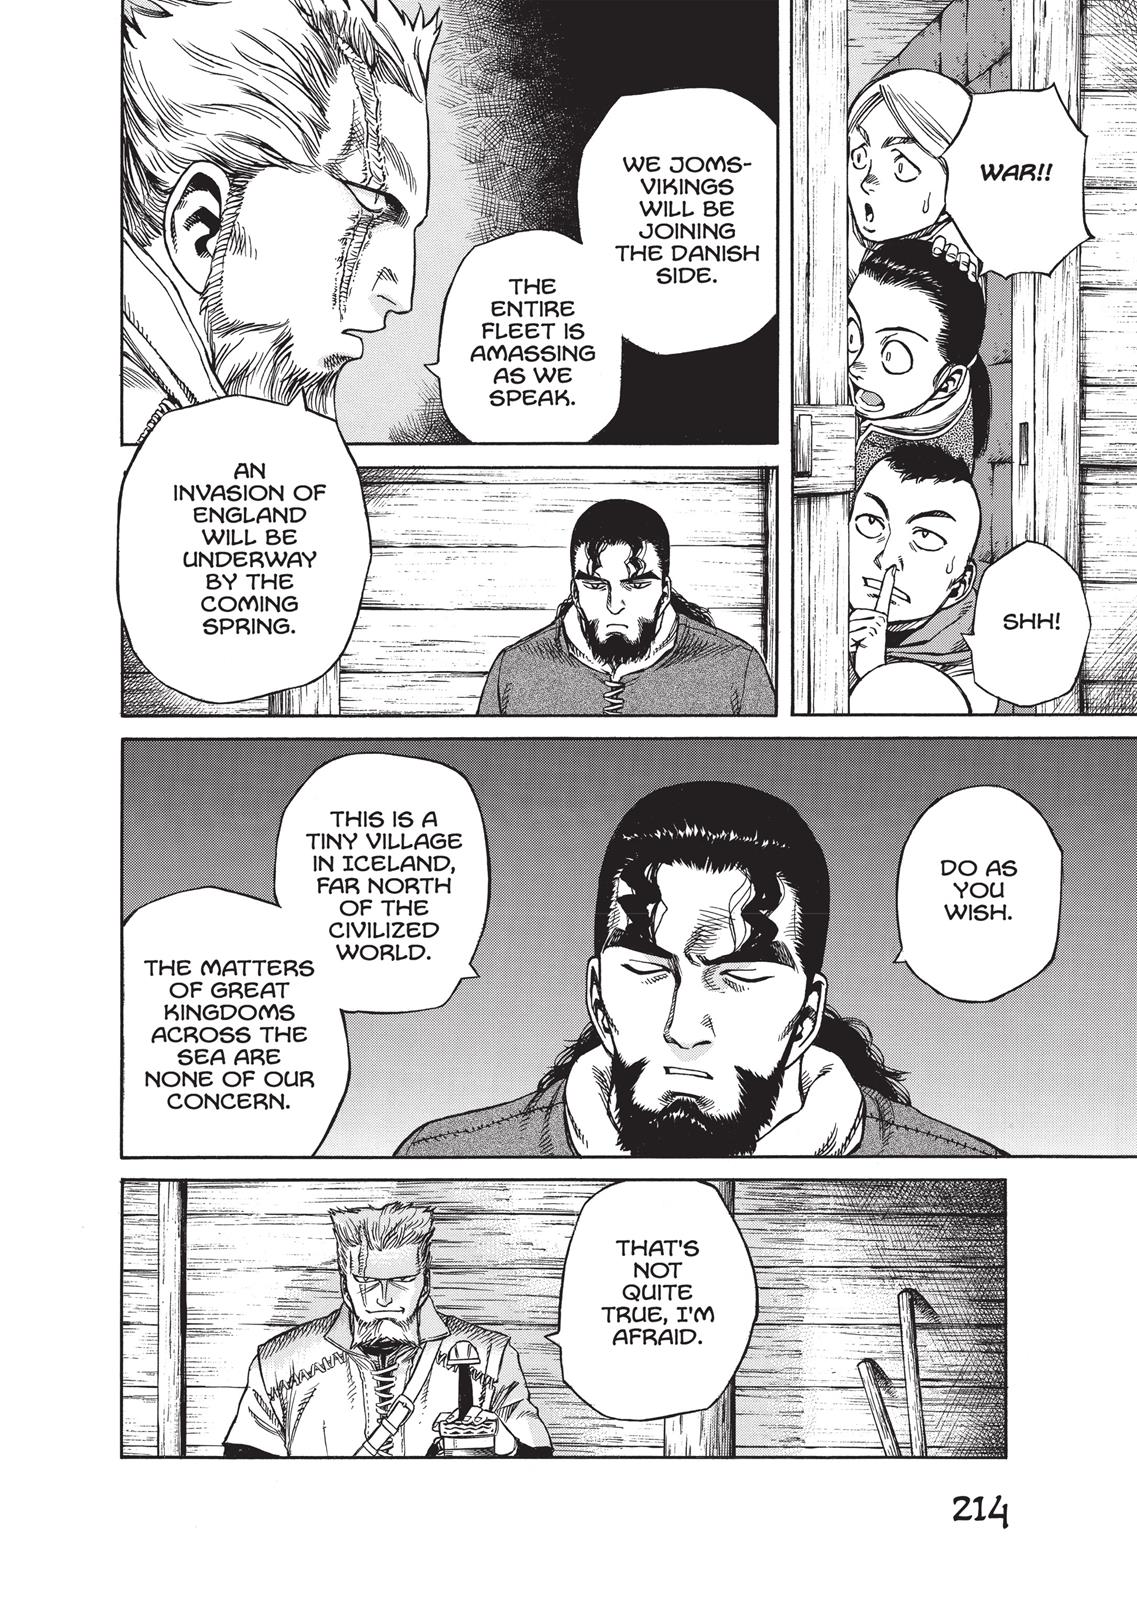 WAR!!
SHH!
WE JOMS-
VIKINGS
WILL BE
JOINING
THE DANISH
SIDE.
THE
ENTIRE
FLEET IS
AMASSING
AS WE
SPEAK.
AN
INVASION OF
ENGLAND
WILL BE
UNDERWAY
BY THE
COMING
SPRING.
DO AS
YOU
WISH.
THIS IS A
TINY VILLAGE
IN ICELAND,
FAR NORTH
OF THE
CIVILIZED
WORLD.
THE MATTERS
OF GREAT
KINGDOMS
ACROSS THE
SEA ARE
NONE OF OUR
CONCERN.
THAT'S
NOT
QUITE
TRUE, I'M
AFRAID.
214